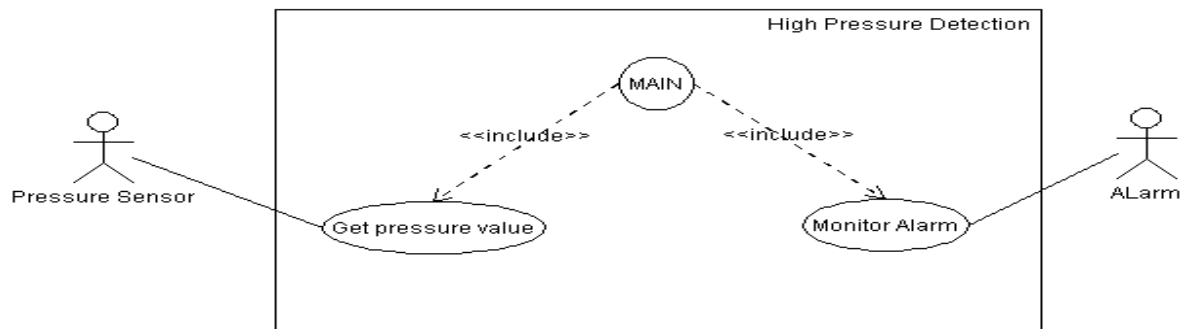 High Pressure Detection
MAIN
<<include>>
<<include>>
Pressure Sensor
ALarm
Get pressure value
Monitor Alarm